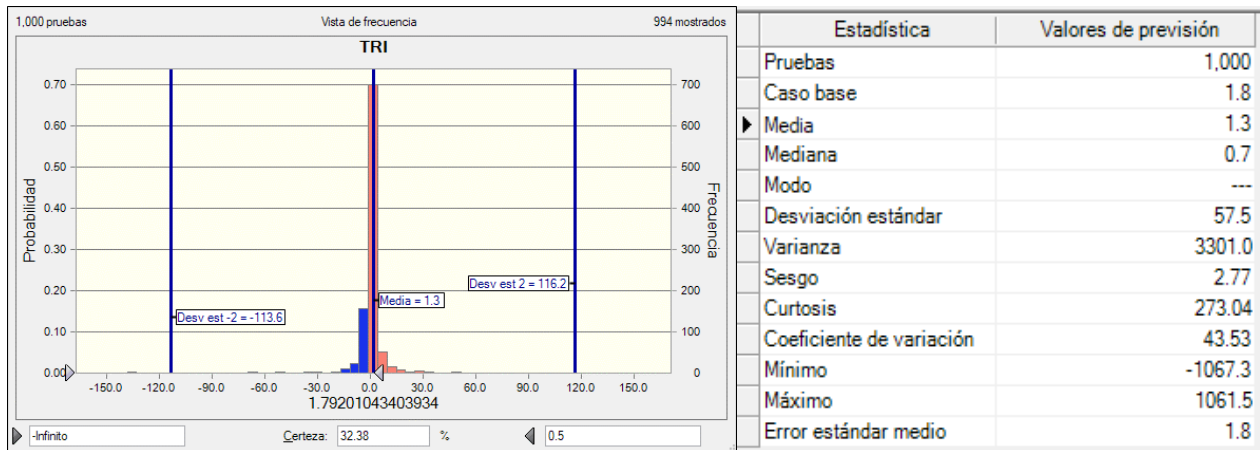 1,000 pruebas Vista de frecuencia 994 mostrados
TRI
0.70
0.60
0.50
0.40
0.30
0.20
0.10
0.00
Probabilidad
700
600
500
400
300
200
100
0
Frecuencia
Desv est 2 = 116.2
Media = 1.3
Desv est -2 = -113.6
-150.0 -120.0 -90.0 -60.0 -30.0 0.0 30.0 60.0 90.0 120.0 150.0
1.79201043403934
-Infinito Certeza: 32.38 % 0.5
Estadística Valores de previsión
Pruebas 1,000
Caso base 1.8
Media 1.3
Mediana 0.7
Modo ---
Desviación estándar 57.5
Varianza 3301.0
Sesgo 2.77
Curtosis 273.04
Coeficiente de variación 43.53
Mínimo -1067.3
Máximo 1061.5
Error estándar medio 1.8